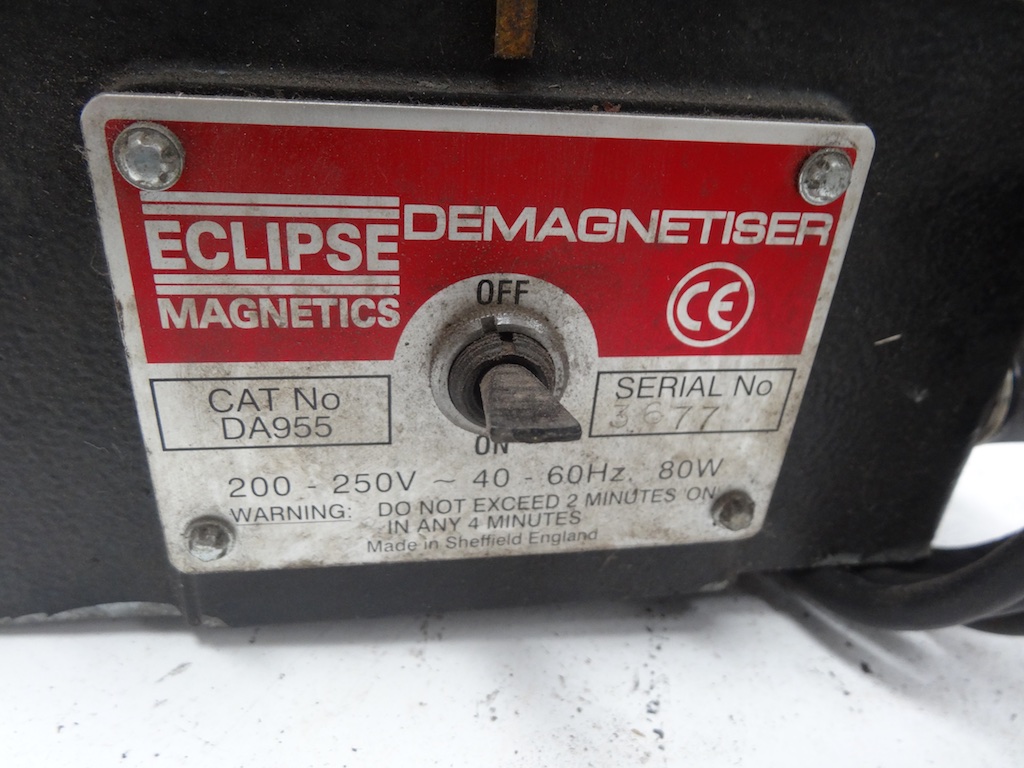 ECLIPSE
MAGNETICS
DEMAGNETISER
CE
OFF
ON
CAT No
DA955
SERIAL No
3677
200 - 250V ~ 40 - 60Hz. 80W
WARNING: DO NOT EXCEED 2 MINUTES ON
IN ANY 4 MINUTES
Made in Sheffield England